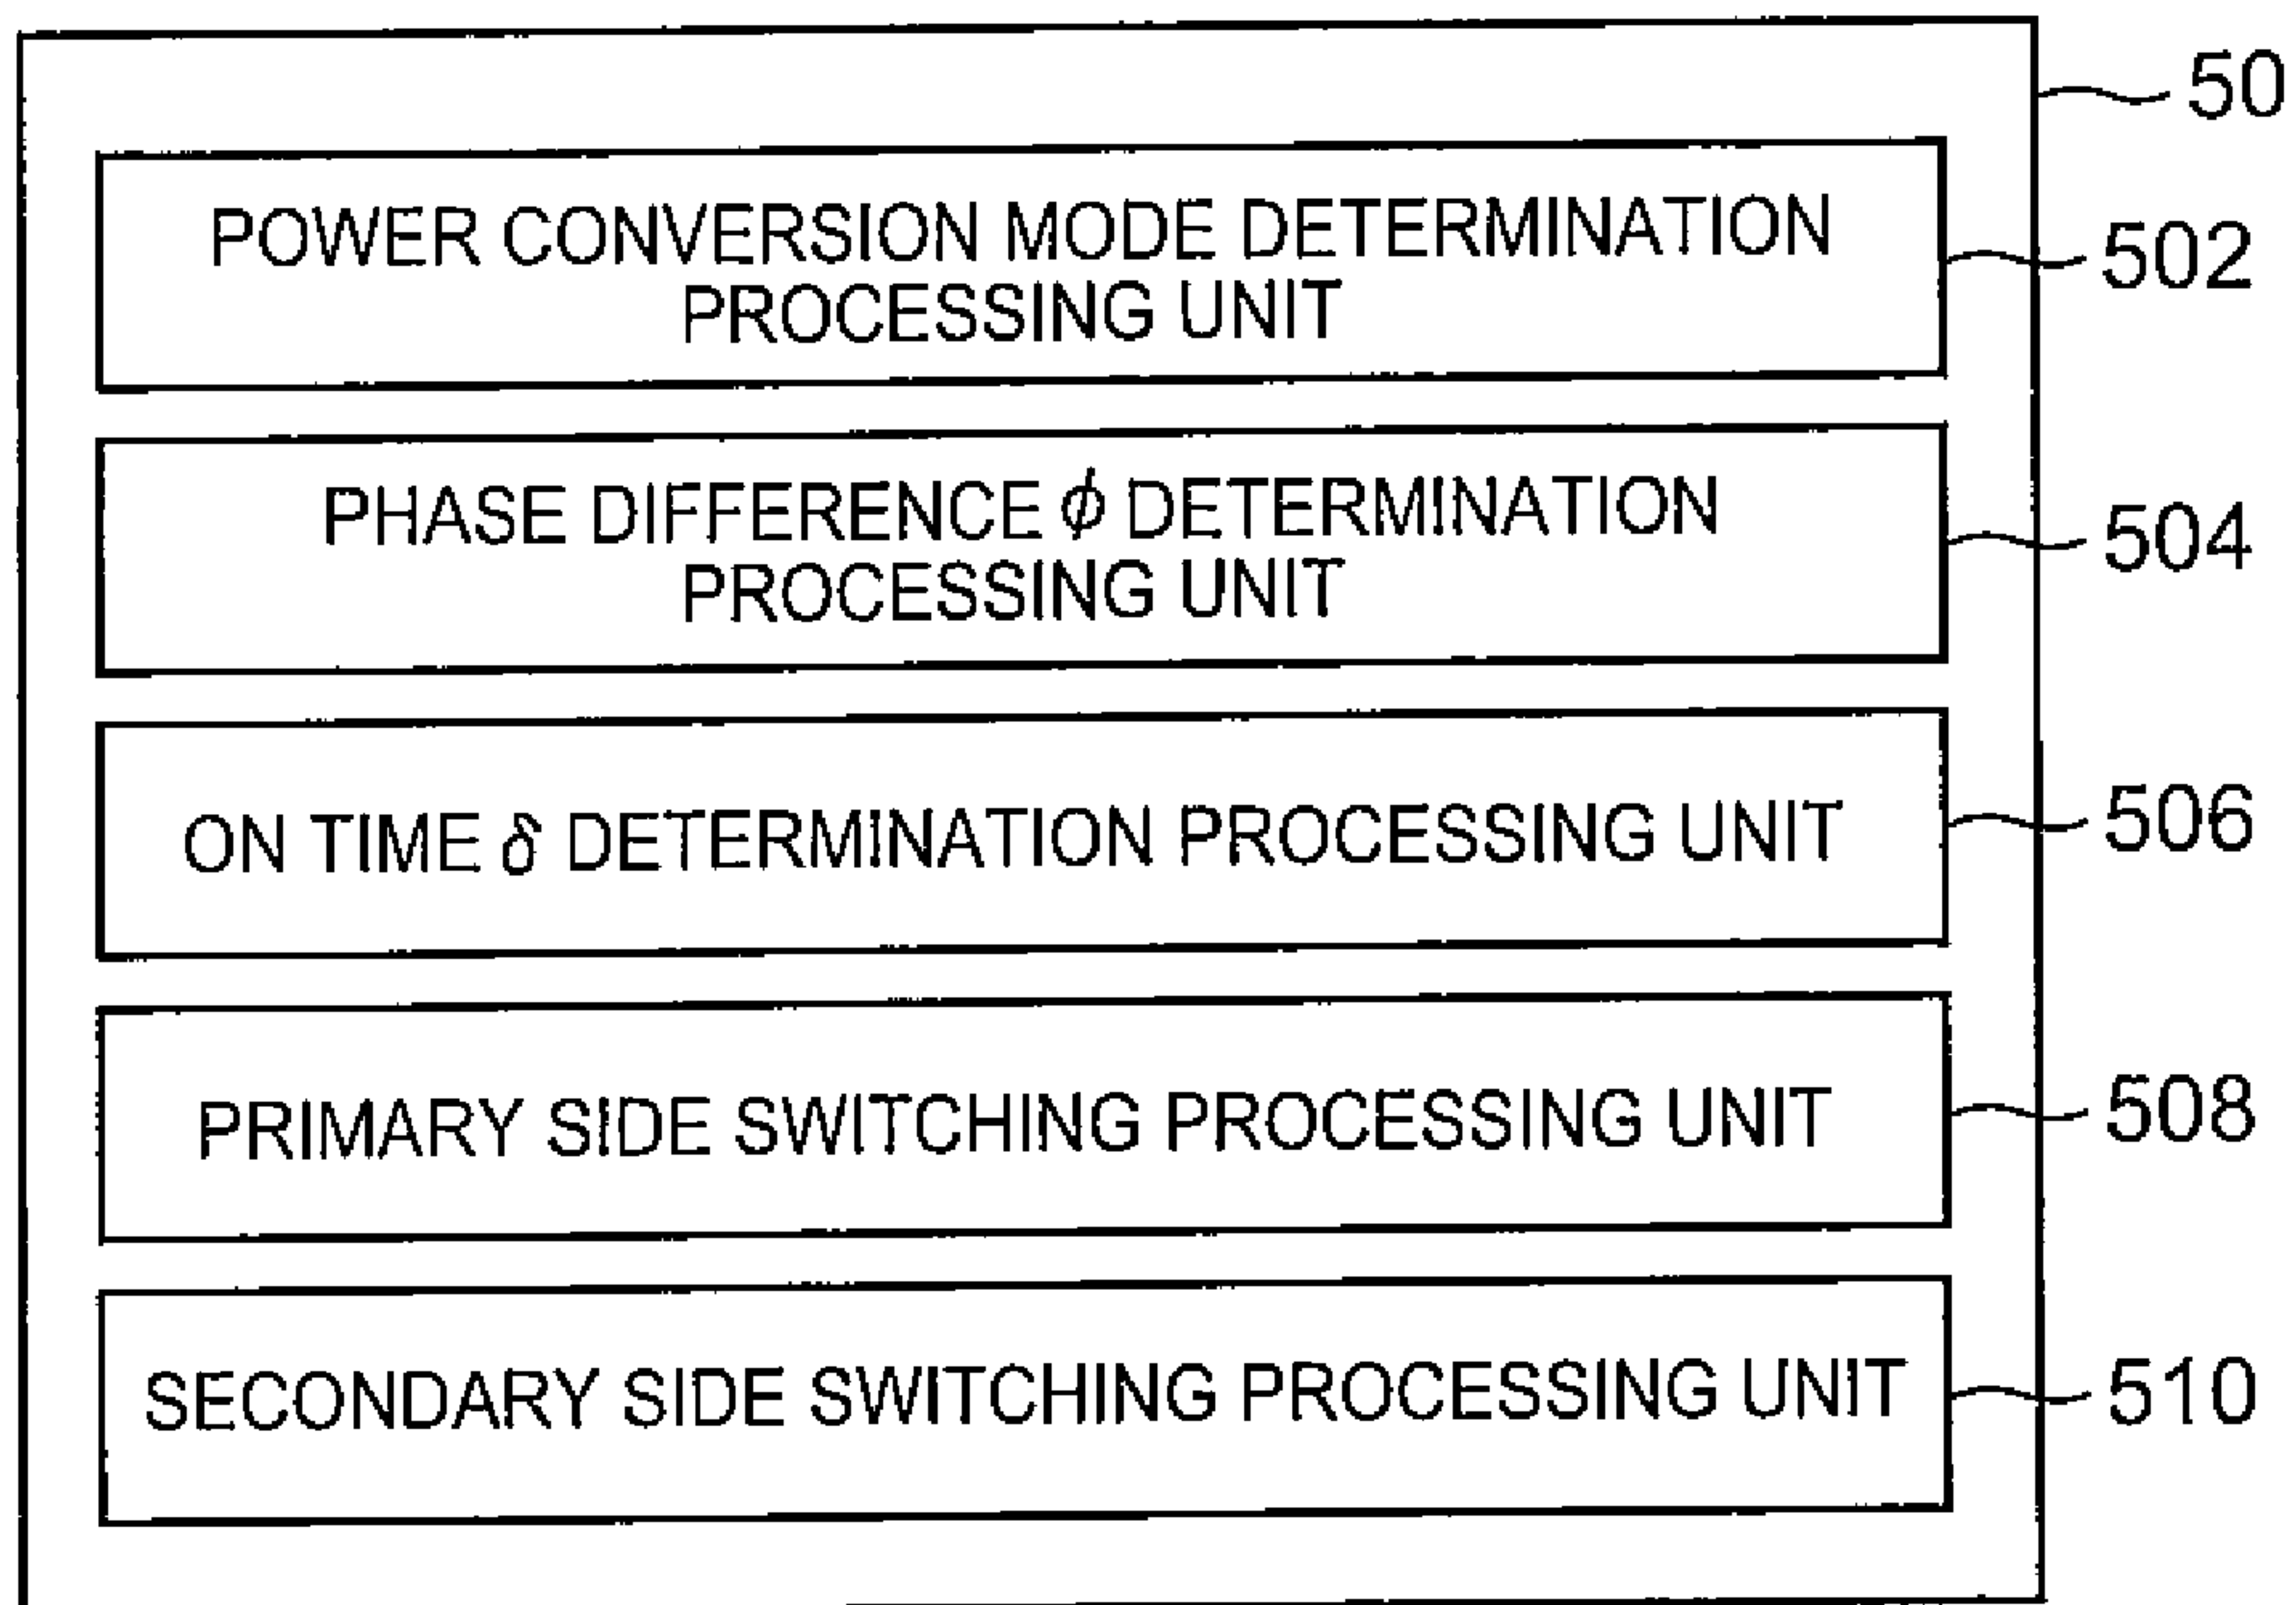 50
POWER CONVERSION MODE DETERMINATION
PROCESSING UNIT
502
PHASE DIFFERENCE ϕ DETERMINATION
PROCESSING UNIT
504
ON TIME δ DETERMINATION PROCESSING UNIT
506
PRIMARY SIDE SWITCHING PROCESSING UNIT
508
SECONDARY SIDE SWITCHING PROCESSING UNIT
510